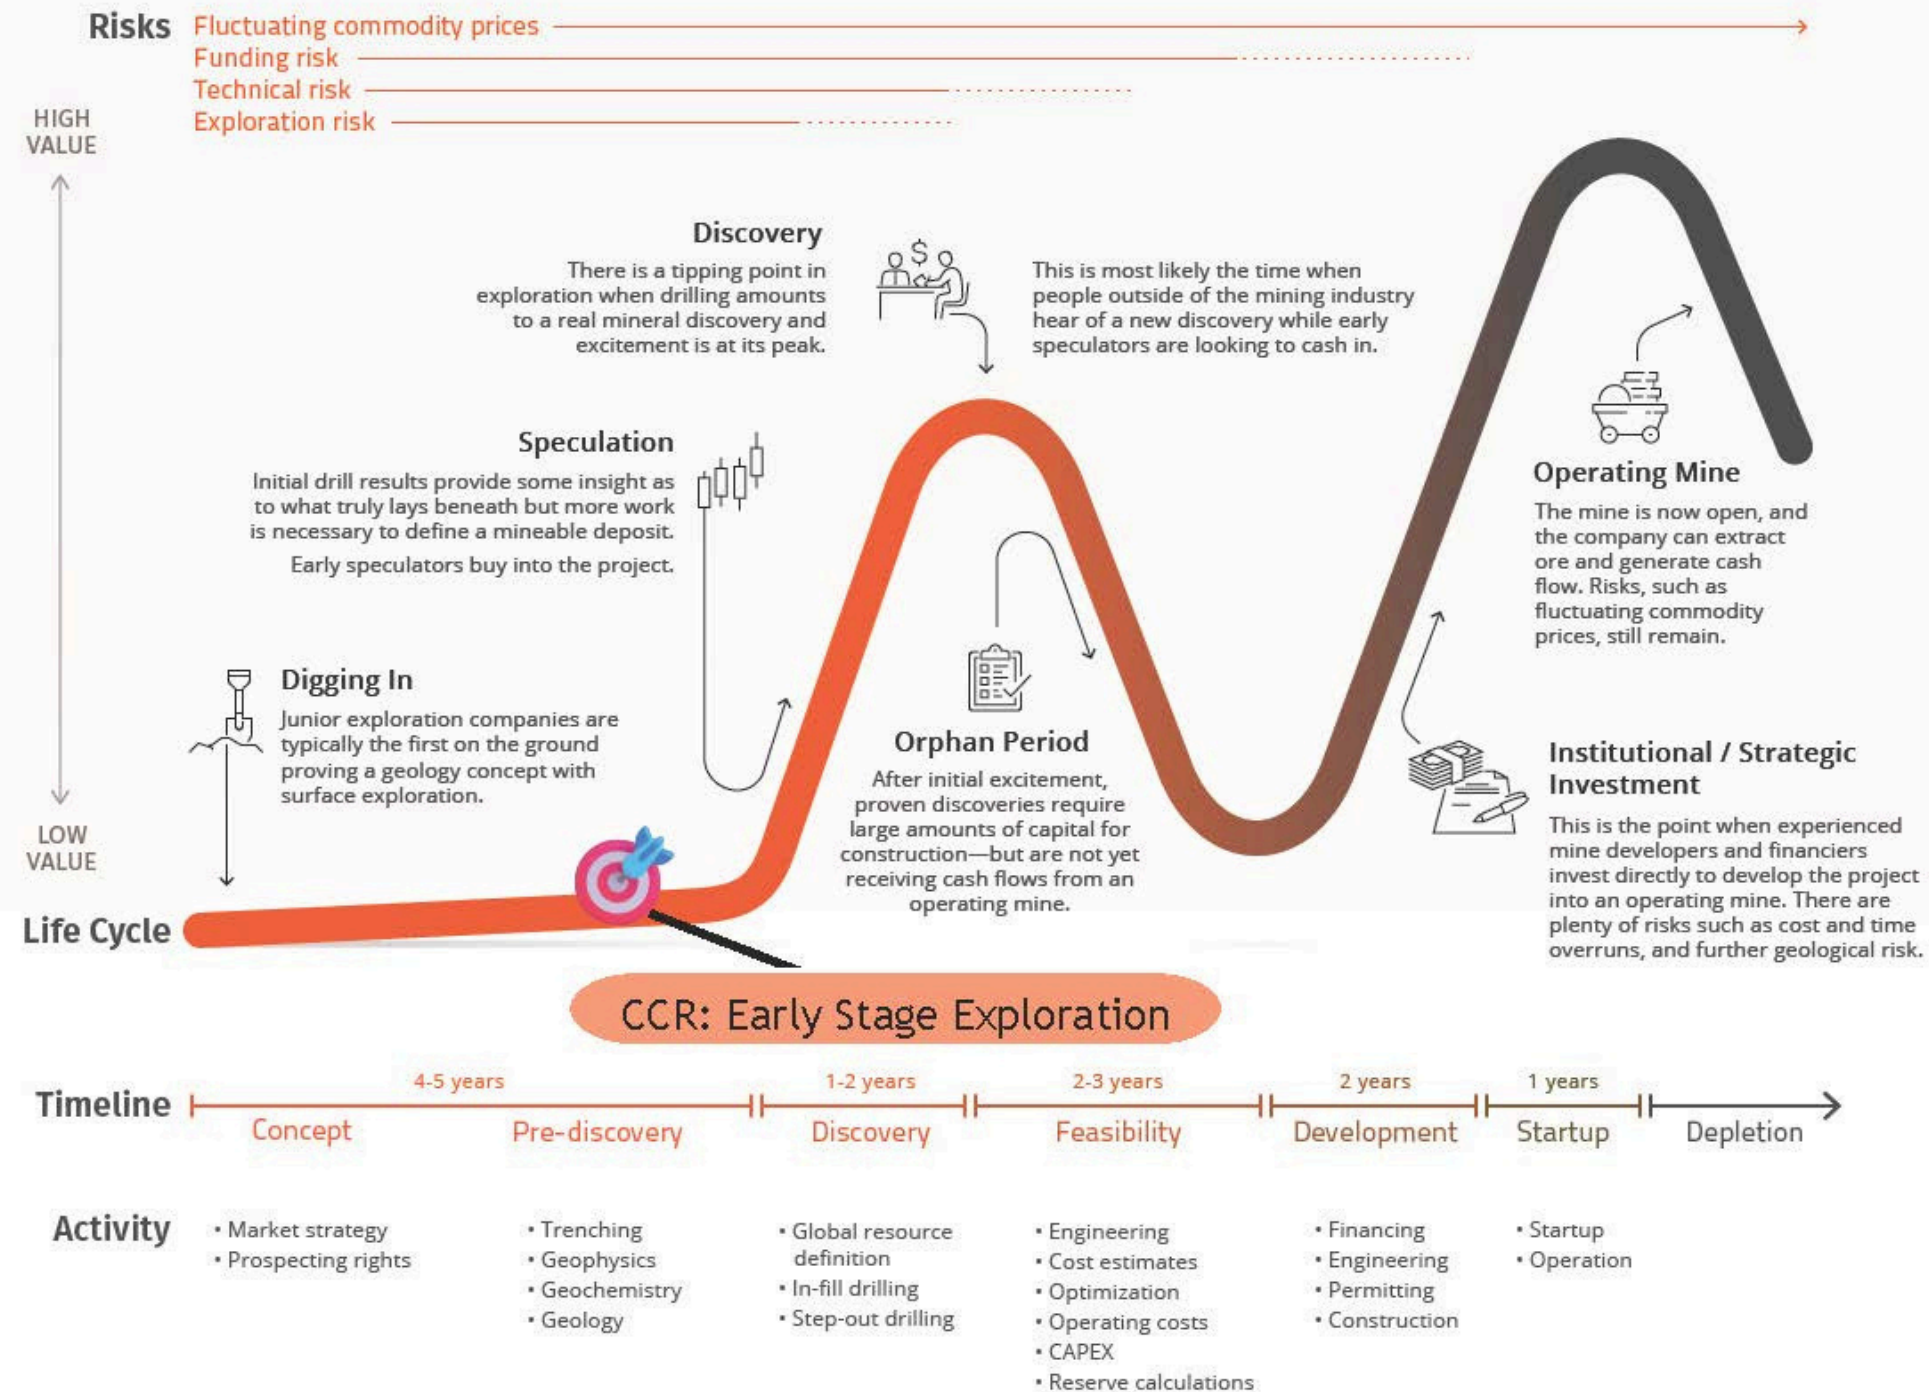 Risks
Fluctuating commodity prices
Funding risk
Technical risk
Exploration risk
HIGH
VALUE
Discovery
There is a tipping point in
exploration when drilling amounts
to a real mineral discovery and
excitement is at its peak.
$
This is most likely the time when
people outside of the mining industry
hear of a new discovery while early
speculators are looking to cash in.
Speculation
Initial drill results provide some insight as
to what truly lays beneath but more work
is necessary to define a mineable deposit.
Early speculators buy into the project.
Operating Mine
The mine is now open, and
the company can extract
ore and generate cash
flow. Risks, such as
fluctuating commodity
prices, still remain.
Digging In
Junior exploration companies are
typically the first on the ground
proving a geology concept with
surface exploration.
Orphan Period
After initial excitement,
proven discoveries require
large amounts of capital for
construction—but are not yet
receiving cash flows from an
operating mine.
Institutional / Strategic
Investment
This is the point when experienced
mine developers and financiers
invest directly to develop the project
into an operating mine. There are
plenty of risks such as cost and time
overruns, and further geological risk.
LOW
VALUE
Life Cycle
CCR: Early Stage Exploration
Timeline
4-5 years
1-2 years
2-3 years
2 years
1 years
Concept
Pre-discovery
Discovery
Feasibility
Development
Startup
Depletion
Activity
• Market strategy
• Prospecting rights
• Trenching
• Geophysics
• Geochemistry
• Geology
• Global resource
definition
• In-fill drilling
• Step-out drilling
• Engineering
• Cost estimates
• Optimization
• Operating costs
• CAPEX
• Reserve calculations
• Financing
• Engineering
• Permitting
• Construction
• Startup
• Operation